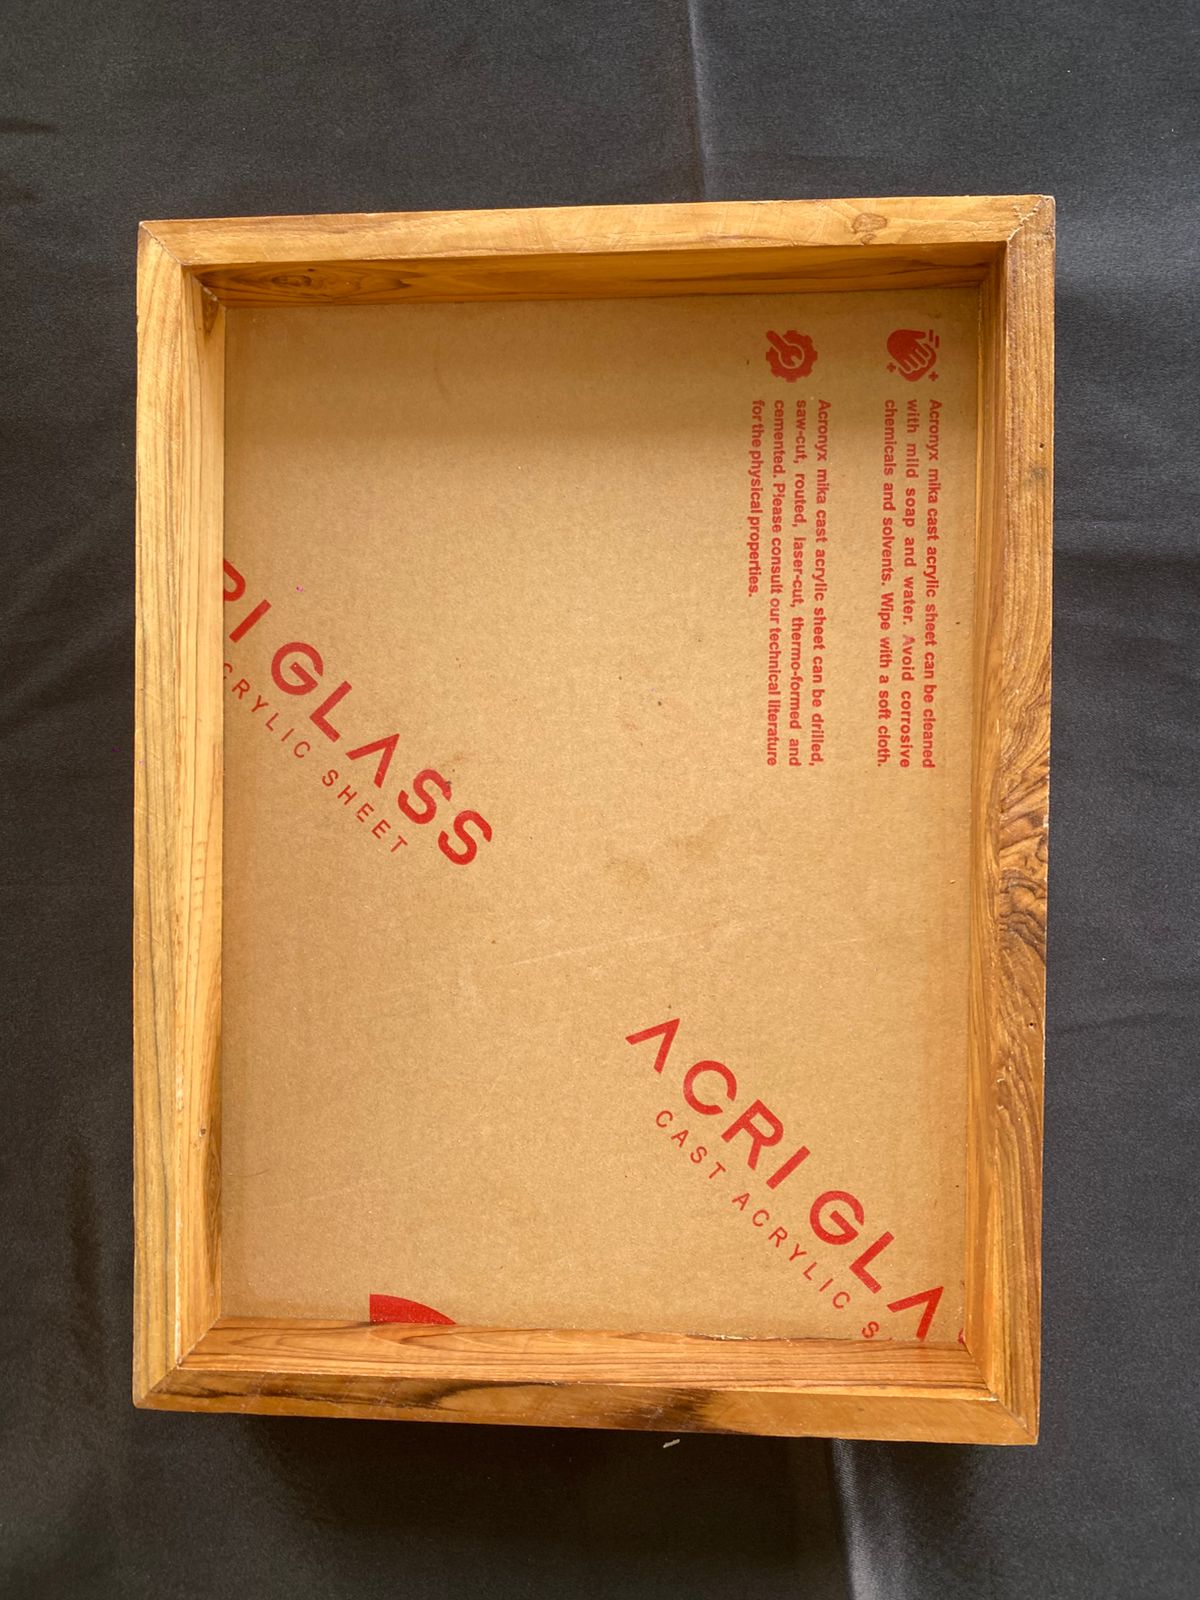 Acronyx mika cast acrylic sheet can be cleaned
with mild soap and water. Avoid corrosive
chemicals and solvents. Wipe with a soft cloth.
Acronyx mika cast acrylic sheet can be drilled,
saw-cut, routed, laser-cut, thermo-formed and
cemented. Please consult our technical literature
for the physical properties.
RI GLASS
CRYLIC SHEET
ACRI GLA
CAST ACRYLIC S